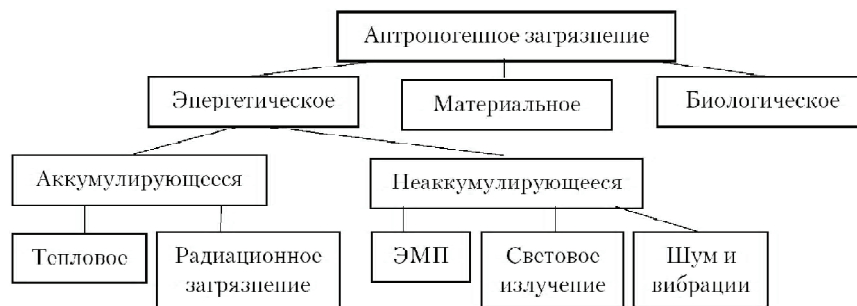 Антропогенное загрязнение
Энергетическое
Материальное
Биологическое
Аккумулирующееся
Неаккумулирующееся
Тепловое
Радиационное
загрязнение
ЭМП
Световое
излучение
Шум и
вибрации